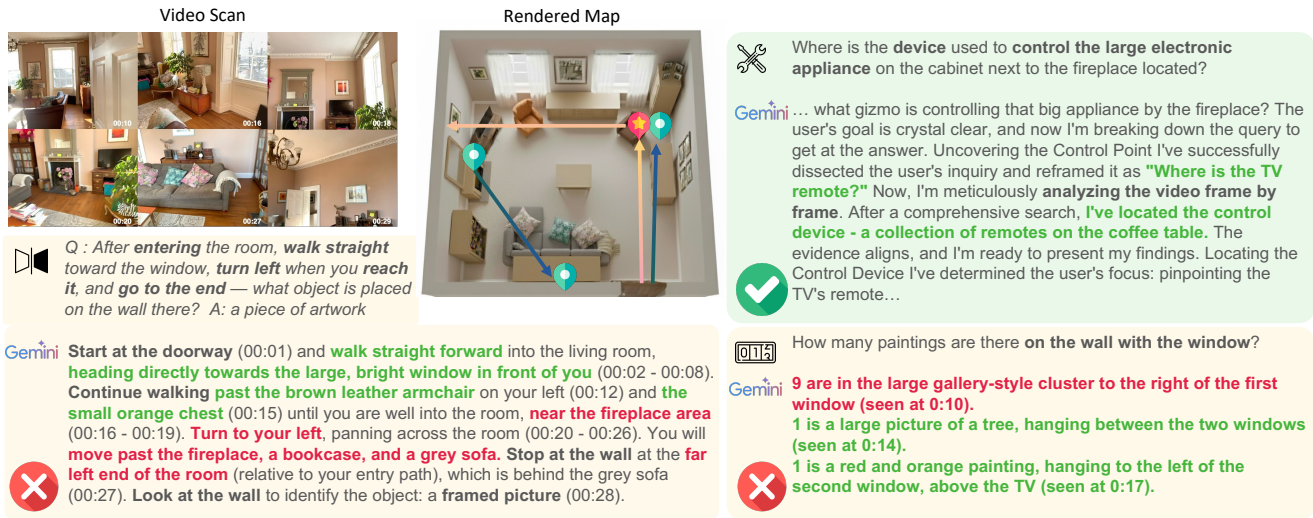 Video Scan
Rendered Map
00:10
00:16
00:18
00:20
00:27
00:29
Q : After entering the room, walk straight
toward the window, turn left when you reach
it, and go to the end — what object is placed
on the wall there?  A: a piece of artwork
Where is the device used to control the large electronic
appliance on the cabinet next to the fireplace located?
Gemini … what gizmo is controlling that big appliance by the fireplace? The
user's goal is crystal clear, and now I'm breaking down the query to
get at the answer. Uncovering the Control Point I've successfully
dissected the user's inquiry and reframed it as "Where is the TV
remote?" Now, I'm meticulously analyzing the video frame by
frame. After a comprehensive search, I've located the control
device - a collection of remotes on the coffee table. The
evidence aligns, and I'm ready to present my findings. Locating the
Control Device I've determined the user's focus: pinpointing the
TV's remote…
Gemini Start at the doorway (00:01) and walk straight forward into the living room,
heading directly towards the large, bright window in front of you (00:02 - 00:08).
Continue walking past the brown leather armchair on your left (00:12) and the
small orange chest (00:15) until you are well into the room, near the fireplace area
(00:16 - 00:19). Turn to your left, panning across the room (00:20 - 00:26). You will
move past the fireplace, a bookcase, and a grey sofa. Stop at the wall at the far
left end of the room (relative to your entry path), which is behind the grey sofa
(00:27). Look at the wall to identify the object: a framed picture (00:28).
How many paintings are there on the wall with the window?
Gemini 9 are in the large gallery-style cluster to the right of the first
window (seen at 0:10).
1 is a large picture of a tree, hanging between the two windows
(seen at 0:14).
1 is a red and orange painting, hanging to the left of the
second window, above the TV (seen at 0:17).